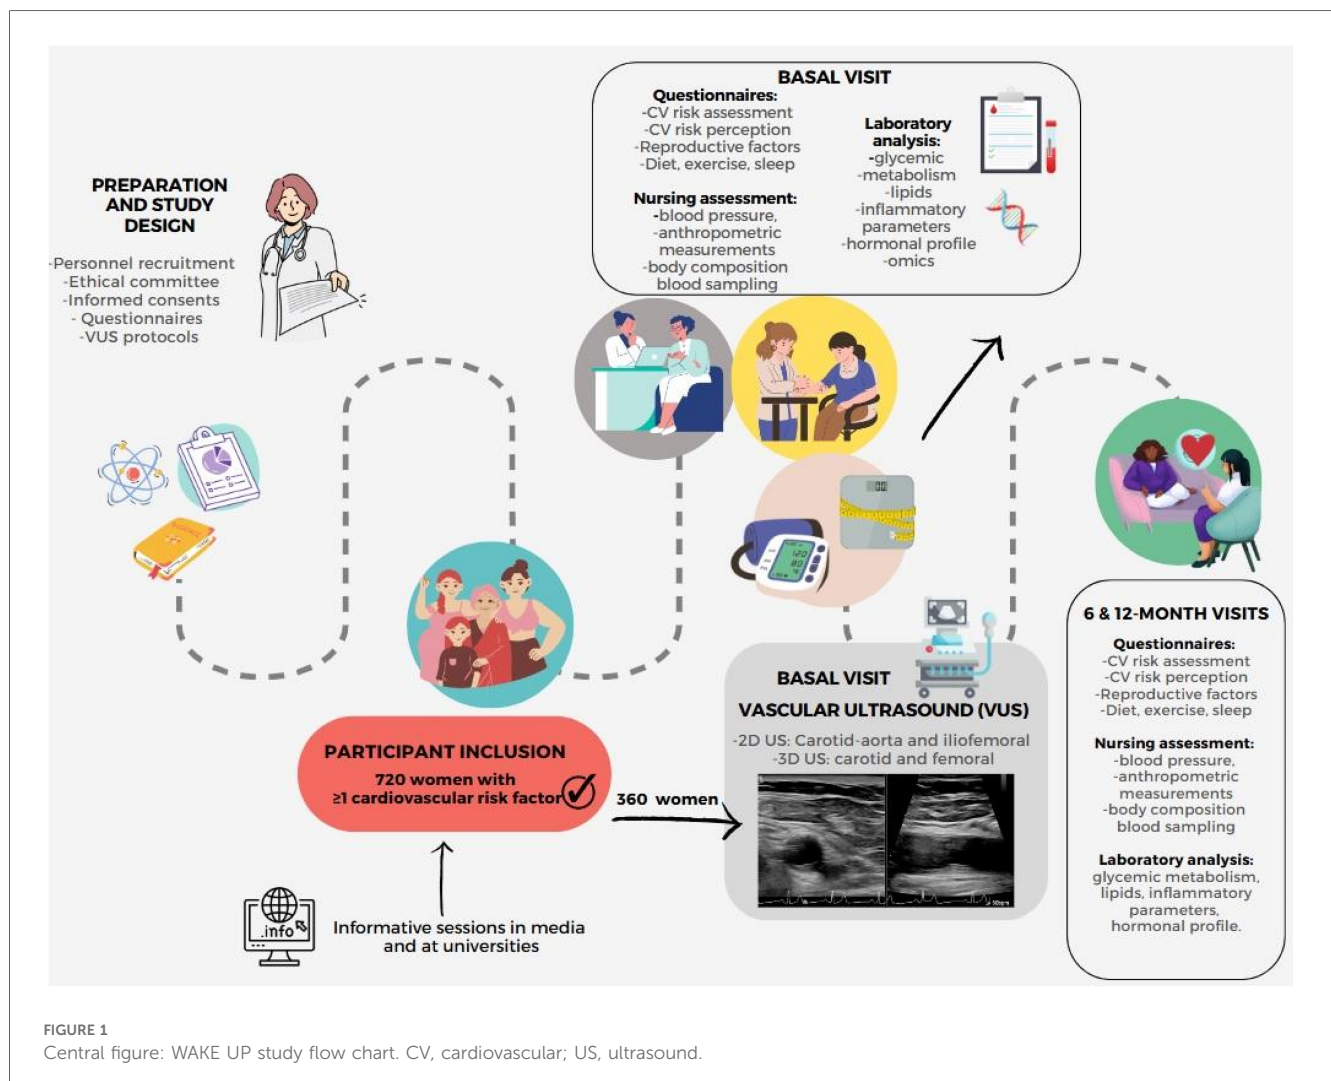 PREPARATION
AND STUDY
DESIGN
-Personnel recruitment
-Ethical committee
-Informed consents
- Questionnaires
-VUS protocols
BASAL VISIT
Questionnaires:
-CV risk assessment
-CV risk perception
-Reproductive factors
-Diet, exercise, sleep
Nursing assessment:
-blood pressure,
-anthropometric
measurements
-body composition
blood sampling
Laboratory
analysis:
-glycemic
-metabolism
-lipids
-inflammatory
parameters
-hormonal profile
-omics
PARTICIPANT INCLUSION
720 women with
≥1 cardiovascular risk factor
.info
Informative sessions in media
and at universities
360 women
120
80
BASAL VISIT
VASCULAR ULTRASOUND (VUS)
-2D US: Carotid-aorta and iliofemoral
-3D US: carotid and femoral
6 & 12-MONTH VISITS
Questionnaires:
-CV risk assessment
-CV risk perception
-Reproductive factors
-Diet, exercise, sleep
Nursing assessment:
-blood pressure,
-anthropometric
measurements
-body composition
blood sampling
Laboratory analysis:
glycemic metabolism,
lipids, inflammatory
parameters,
hormonal profile.
FIGURE 1
Central figure: WAKE UP study flow chart. CV, cardiovascular; US, ultrasound.